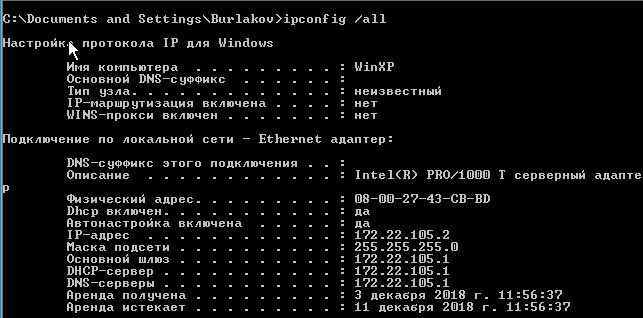 C:\Documents and Settings\Burlakov>ipconfig /all
Настройка протокола IP для Windows
Имя компьютера . . . . . . . . . : WinXP
Основной DNS-суффикс . . . . . . :
Тип узла. . . . . . . . . . . . . : неизвестный
IP-маршрутизация включена . . . . : нет
WINS-прокси включен . . . . . . . : нет
Подключение по локальной сети - Ethernet адаптер:
DNS-суффикс этого подключения . . :
Описание . . . . . . . . . . . . : Intel(R) PRO/1000 T серверный адапте
р
Физический адрес. . . . . . . . . : 08-00-27-43-CB-BD
Dhcp включен. . . . . . . . . . . : да
Автонастройка включена . . . . . : да
IP-адрес . . . . . . . . . . . . : 172.22.105.2
Маска подсети . . . . . . . . . . : 255.255.255.0
Основной шлюз . . . . . . . . . . : 172.22.105.1
DHCP-сервер . . . . . . . . . . . : 172.22.105.1
DNS-серверы . . . . . . . . . . . : 172.22.105.1
Аренда получена . . . . . . . . . : 3 декабря 2018 г. 11:56:37
Аренда истекает . . . . . . . . . : 11 декабря 2018 г. 11:56:37